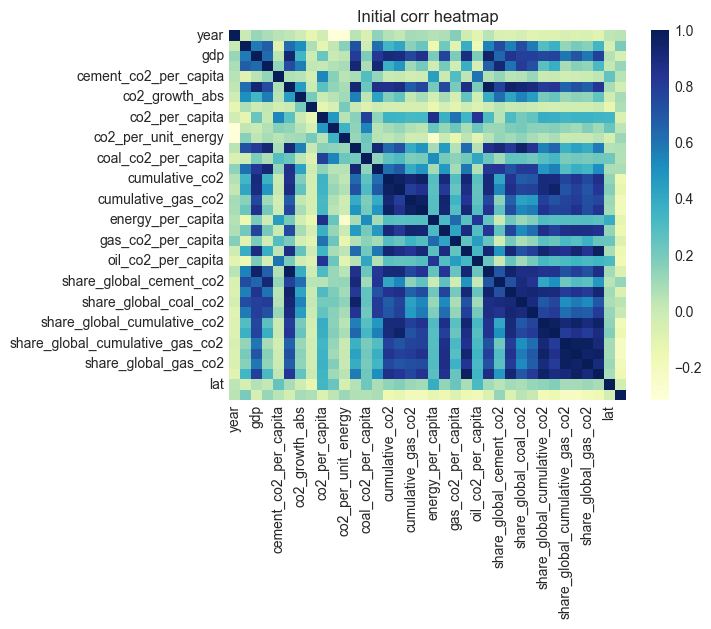 Initial corr heatmap
year
gdp
cement_co2_per_capita
co2_growth_abs
co2_per_capita
co2_per_unit_energy
coal_co2_per_capita
cumulative_co2
cumulative_gas_co2
energy_per_capita
gas_co2_per_capita
oil_co2_per_capita
share_global_cement_co2
share_global_coal_co2
share_global_cumulative_co2
share_global_cumulative_gas_co2
share_global_gas_co2
lat
year
gdp
cement_co2_per_capita
co2_growth_abs
co2_per_capita
co2_per_unit_energy
coal_co2_per_capita
cumulative_co2
cumulative_gas_co2
energy_per_capita
gas_co2_per_capita
oil_co2_per_capita
share_global_cement_co2
share_global_coal_co2
share_global_cumulative_co2
share_global_cumulative_gas_co2
share_global_gas_co2
lat
1.0
0.8
0.6
0.4
0.2
0.0
−0.2